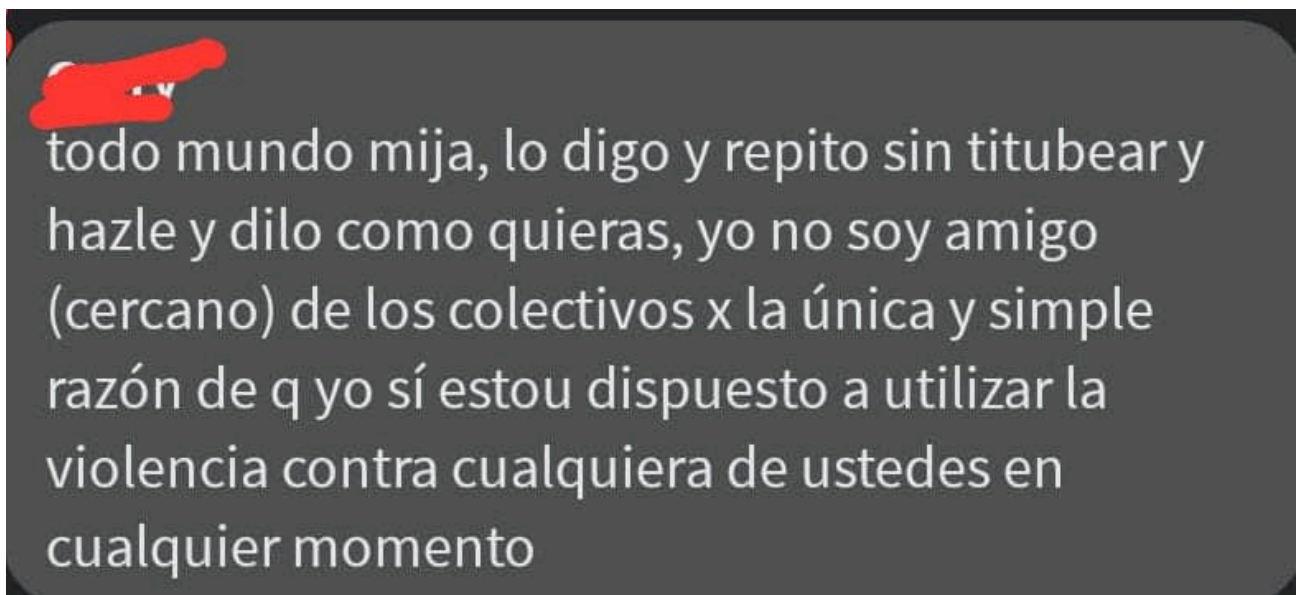 todo mundo mija, lo digo y repito sin titubear y
hazle y dilo como quieras, yo no soy amigo
(cercano) de los colectivos x la única y simple
razón de q yo sí estou dispuesto a utilizar la
violencia contra cualquiera de ustedes en
cualquier momento